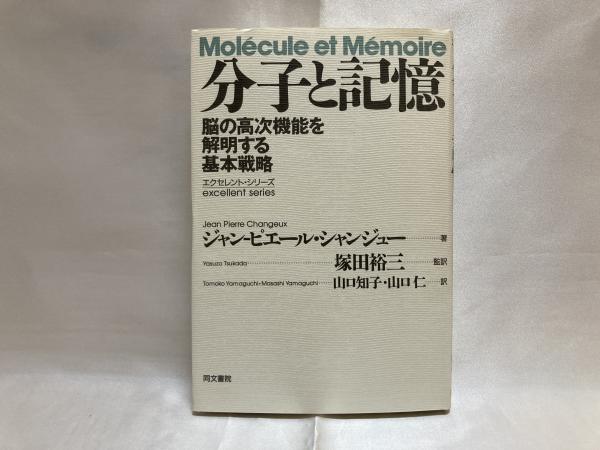 Molécule et Mémoire
分子と記憶
脳の高次機能を
解明する
基本戦略
エクセレント・シリーズ
excellent series
Jean Pierre Changeux
ジャン-ピエール・シャンジュー 著
Yasuzo Tsukada 塚田裕三 監訳
Tomoko Yamaguchi・Masashi Yamaguchi 山口知子・山口 仁 訳
同文書院